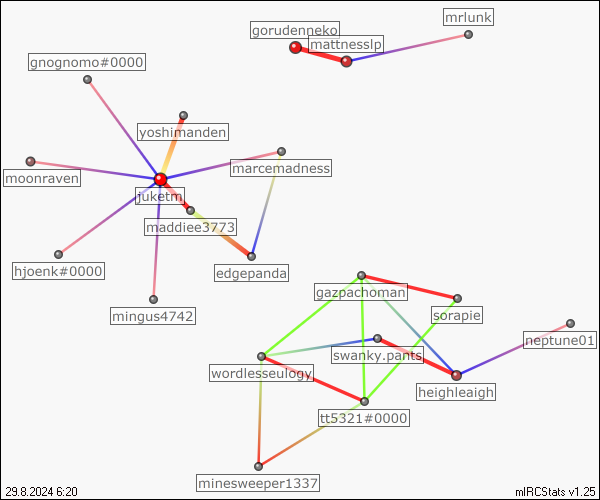 mrlunk
gorudenneko
mattnesslp
gnognomo#0000
yoshimanden
marcemadness
moonraven
juketm
maddiee3773
hjoenk#0000
edgepanda
gazpachoman
mingus4742
sorapie
neptune01
swanky.pants
wordlesseulogy
heighleaigh
tt5321#0000
minesweeper1337
29.8.2024 6:20
mIRCStats v1.25